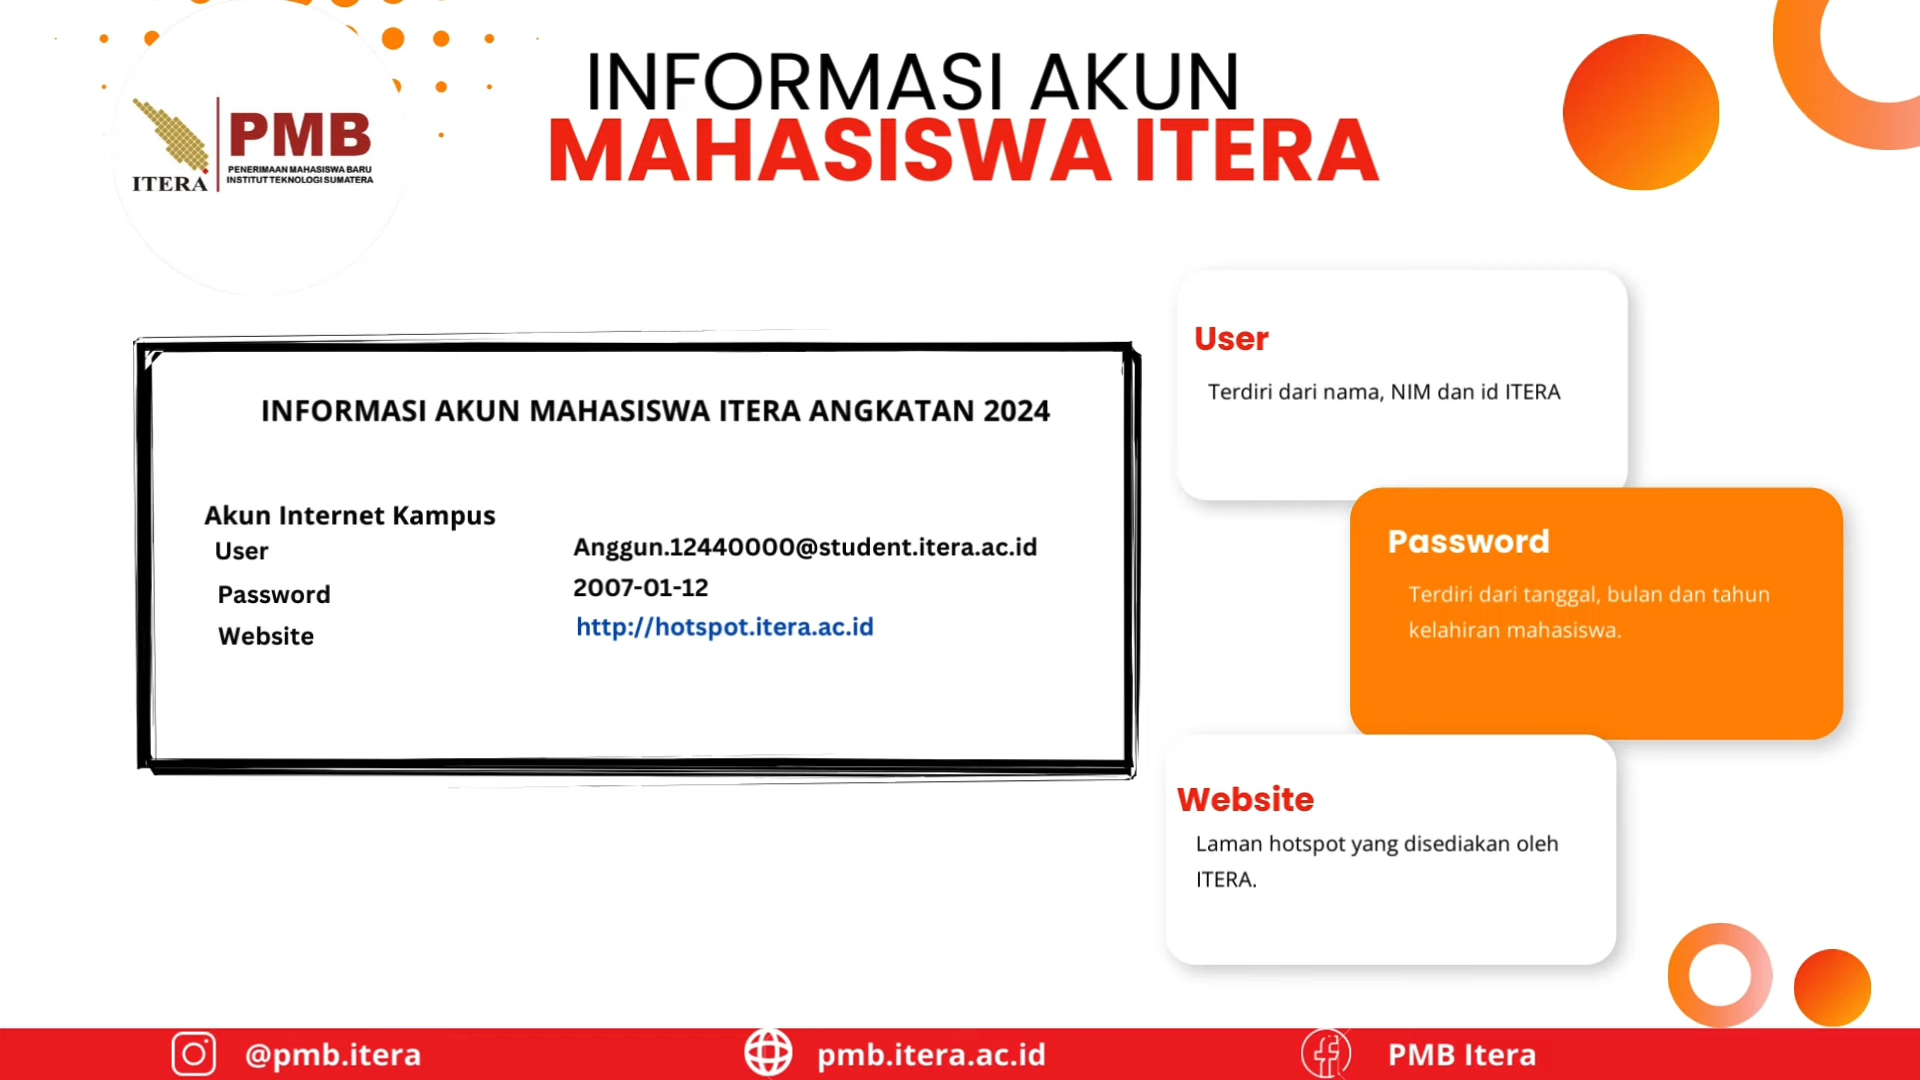 INFORMASI AKUN
MAHASISWA ITERA
ITERA
PMB
PENERIMAAN MAHASISWA BARU
INSTITUT TEKNOLOGI SUMATERA
INFORMASI AKUN MAHASISWA ITERA ANGKATAN 2024
Akun Internet Kampus
User Anggun.12440000@student.itera.ac.id
Password 2007-01-12
Website http://hotspot.itera.ac.id
User
Terdiri dari nama, NIM dan id ITERA
Password
Terdiri dari tanggal, bulan dan tahun
kelahiran mahasiswa.
Website
Laman hotspot yang disediakan oleh
ITERA.
@pmb.itera
pmb.itera.ac.id
PMB Itera